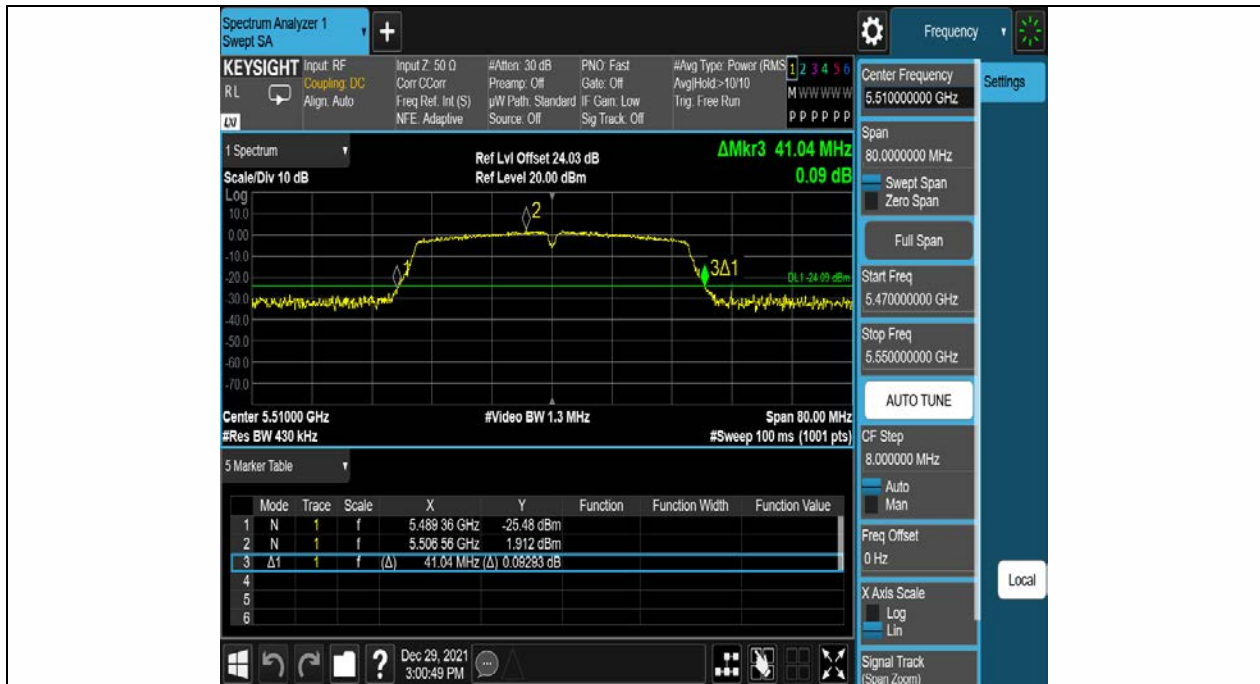 Spectrum Analyzer 1
Swept SA
+
Frequency
KEYSIGHT
RL
LXI
Input: RF
Coupling: DC
Align: Auto
Input Z: 50 Ω
Corr CCorr
Freq Ref: Int (S)
NFE: Adaptive
#Atten: 30 dB
Preamp: Off
µW Path: Standard
Source: Off
PNO: Fast
Gate: Off
IF Gain: Low
Sig Track: Off
#Avg Type: Power (RMS
Avg|Hold:>10/10
Trig: Free Run
1 2 3 4 5 6
M W W W W W
P P P P P P
1 Spectrum
Scale/Div 10 dB
Ref Lvl Offset 24.03 dB
Ref Level 20.00 dBm
ΔMkr3 41.04 MHz
0.09 dB
Log
10.0
0.00
-10.0
-20.0
-30.0
-40.0
-50.0
-60.0
-70.0
1
2
3Δ1
DL1 -24.09 dBm
Center 5.51000 GHz
#Video BW 1.3 MHz
Span 80.00 MHz
#Res BW 430 kHz
#Sweep 100 ms (1001 pts)
5 Marker Table
Mode Trace Scale X Y Function Function Width Function Value
1 N 1 f 5.489 36 GHz -25.48 dBm
2 N 1 f 5.506 56 GHz 1.912 dBm
3 Δ1 1 f (Δ) 41.04 MHz (Δ) 0.09293 dB
4
5
6
?
Dec 29, 2021
3:00:49 PM
Center Frequency
5.510000000 GHz
Settings
Span
80.0000000 MHz
Swept Span
Zero Span
Full Span
Start Freq
5.470000000 GHz
Stop Freq
5.550000000 GHz
AUTO TUNE
CF Step
8.000000 MHz
Auto
Man
Freq Offset
0 Hz
X Axis Scale
Log
Lin
Local
Signal Track
(Span Zoom)